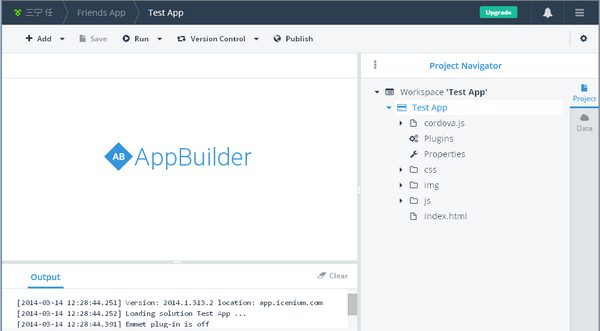 三宁 任 Friends App Test App Upgrade
Add Save Run Version Control Publish
Project Navigator
Workspace 'Test App'
Test App
cordova.js
Plugins
Properties
css
img
js
index.html
Project
Data
AB AppBuilder
Output Clear
[2014-03-14 12:28:44.251] Version: 2014.1.313.2 location: app.icenium.com
[2014-03-14 12:28:44.252] Loading solution Test App ...
[2014-03-14 12:28:44.391] Emmet plug-in is off